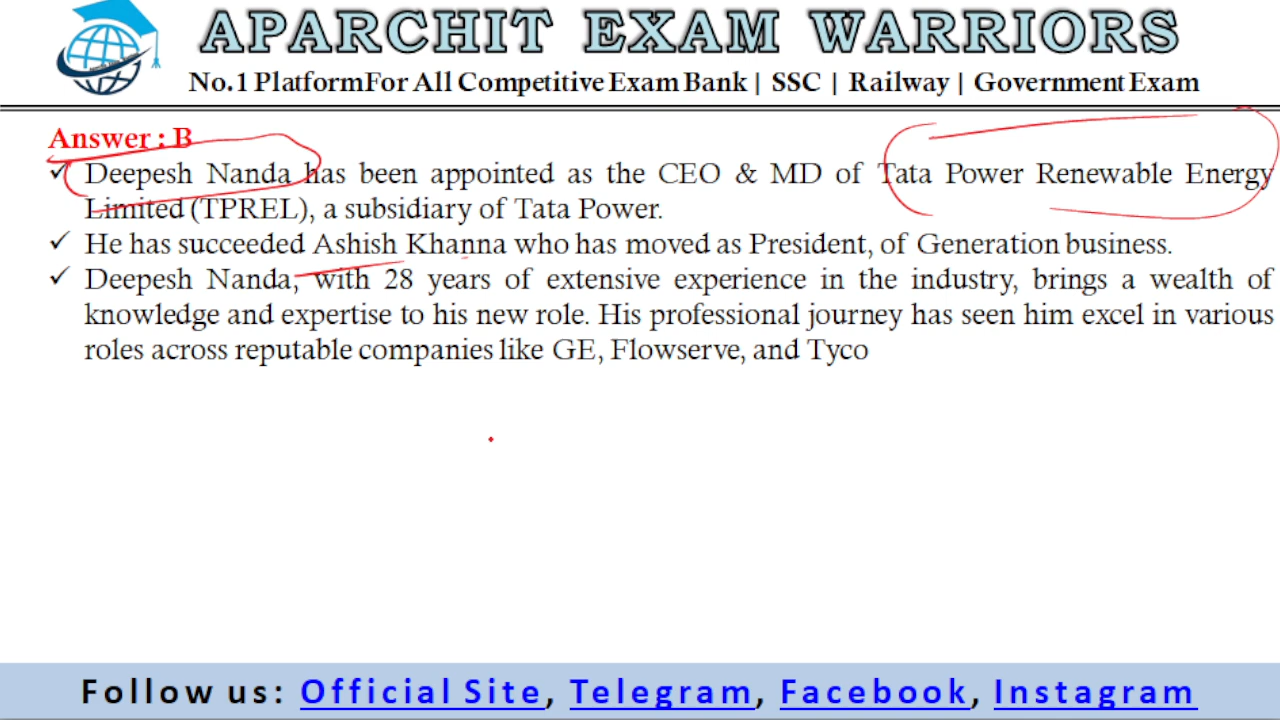 APARCHIT EXAM WARRIORS
No.1 PlatformFor All Competitive Exam Bank | SSC | Railway | Government Exam
Answer : B
✓ Deepesh Nanda has been appointed as the CEO & MD of Tata Power Renewable Energy
Limited (TPREL), a subsidiary of Tata Power.
✓ He has succeeded Ashish Khanna who has moved as President, of Generation business.
✓ Deepesh Nanda, with 28 years of extensive experience in the industry, brings a wealth of
knowledge and expertise to his new role. His professional journey has seen him excel in various
roles across reputable companies like GE, Flowserve, and Tyco
Follow us: Official Site, Telegram, Facebook, Instagram